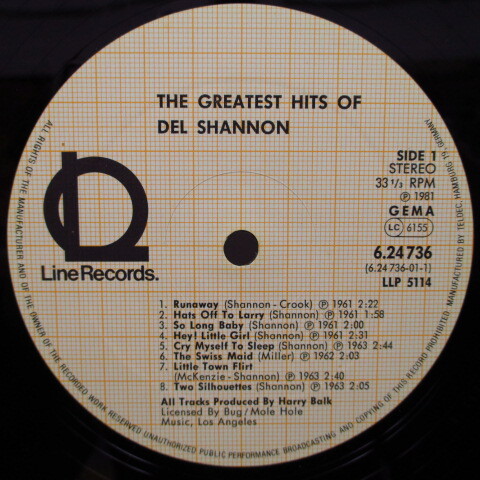 THE GREATEST HITS OF
DEL SHANNON
SIDE 1
STEREO
33 1/3 RPM
Ⓟ 1981
GEMA
LC 6155
6.24736
(6.24 736-01-1)
LLP 5114
Line Records.
1. Runaway (Shannon - Crook) Ⓟ 1961 2:22
2. Hats Off To Larry (Shannon) Ⓟ 1961 1:58
3. So Long Baby (Shannon) Ⓟ 1961 2:00
4. Hey! Little Girl (Shannon) Ⓟ 1961 2:31
5. Cry Myself To Sleep (Shannon) Ⓟ 1963 2:44
6. The Swiss Maid (Miller) Ⓟ 1962 2:03
7. Little Town Flirt
(McKenzie - Shannon) Ⓟ 1963 2:40
8. Two Silhouettes (Shannon) Ⓟ 1963 2:05
All Tracks Produced By Harry Balk
Licensed By Bug / Mole Hole
Music, Los Angeles
ALL RIGHTS OF THE MANUFACTURER AND OF THE OWNER OF THE RECORDED WORK RESERVED UNAUTHORIZED PUBLIC PERFORMANCE BROADCASTING AND COPYING OF THIS RECORD PROHIBITED. MANUFACTURED BY TELDEC, HAMBURG 19, GERMANY